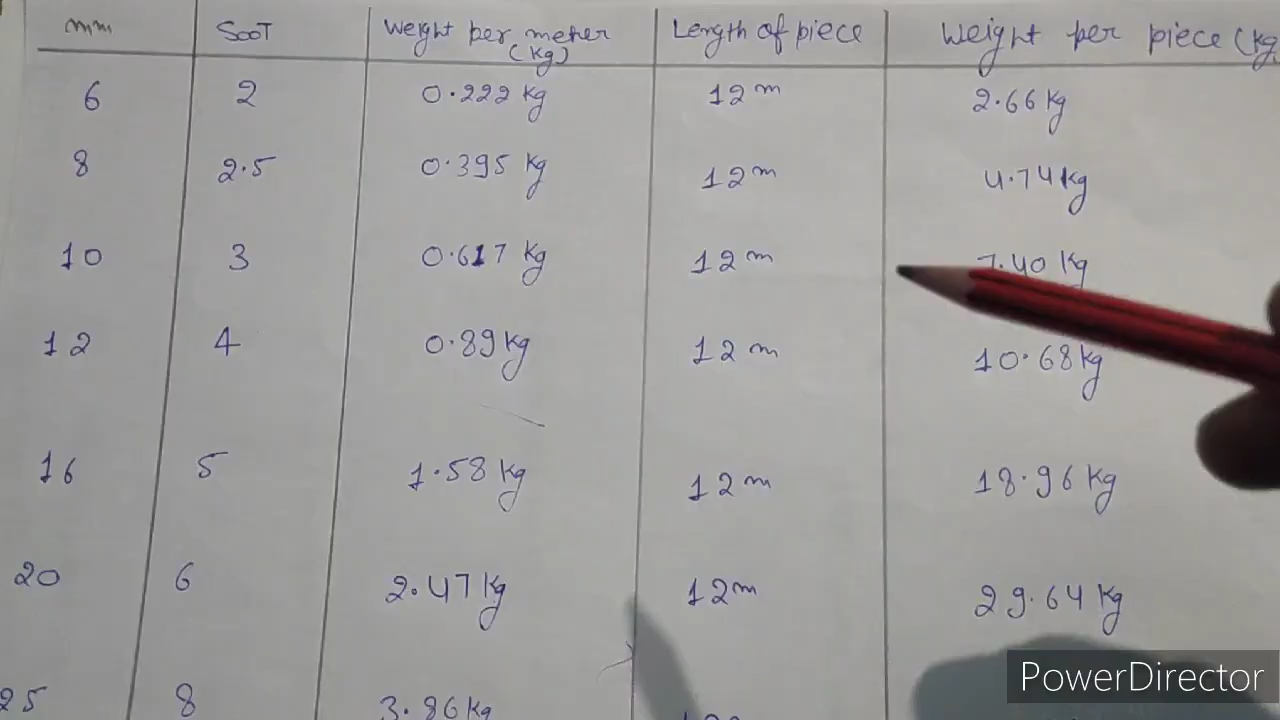 mm SOOT Weight per meter (Kg) Length of piece Weight per piece (Kg
6 2 0.222 Kg 12 m 2.66 Kg
8 2.5 0.395 Kg 12 m 4.74 Kg
10 3 0.617 Kg 12 m 7.40 Kg
12 4 0.89 Kg 12 m 10.68 Kg
16 5 1.58 Kg 12 m 18.96 Kg
20 6 2.47 Kg 12 m 29.64 Kg
25 8 3.86 Kg
PowerDirector